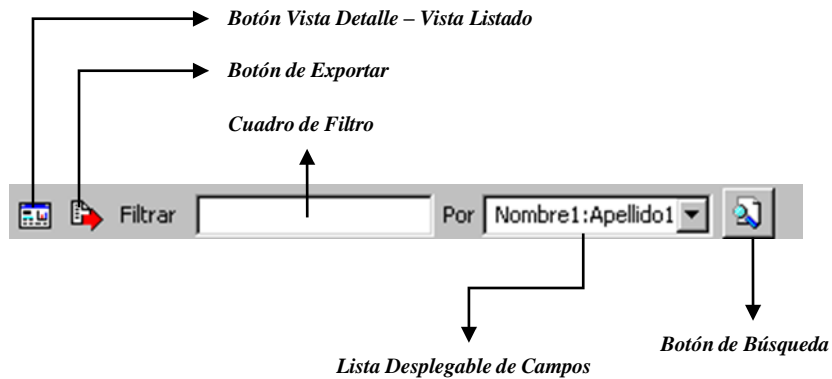 Botón Vista Detalle – Vista Listado
Botón de Exportar
Cuadro de Filtro
Filtrar
Por
Nombre1:Apellido1
Botón de Búsqueda
Lista Desplegable de Campos